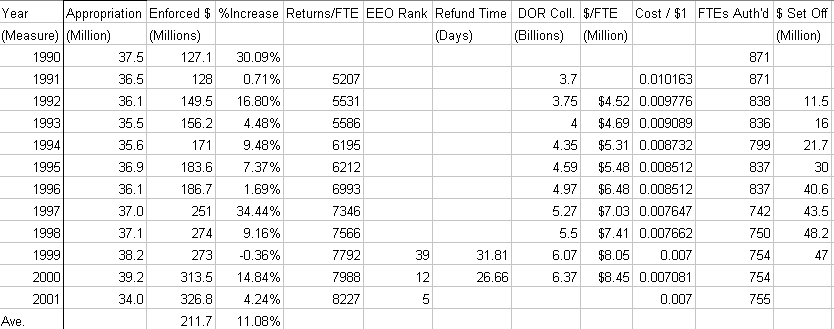 Year Appropriation Enforced $ %Increase Returns/FTE EEO Rank Refund Time DOR Coll. $/FTE Cost / $1 FTEs Auth'd $ Set Off
(Measure) (Million) (Millions) (Days) (Billions) (Million) (Million)
1990 37.5 127.1 30.09% 871
1991 36.5 128 0.71% 5207 3.7 0.010163 871
1992 36.1 149.5 16.80% 5531 3.75 $4.52 0.009776 838 11.5
1993 35.5 156.2 4.48% 5586 4 $4.69 0.009089 836 16
1994 35.6 171 9.48% 6195 4.35 $5.31 0.008732 799 21.7
1995 36.9 183.6 7.37% 6212 4.59 $5.48 0.008512 837 30
1996 36.1 186.7 1.69% 6993 4.97 $6.48 0.008512 837 40.6
1997 37.0 251 34.44% 7346 5.27 $7.03 0.007647 742 43.5
1998 37.1 274 9.16% 7566 5.5 $7.41 0.007662 750 48.2
1999 38.2 273 -0.36% 7792 39 31.81 6.07 $8.05 0.007 754 47
2000 39.2 313.5 14.84% 7988 12 26.66 6.37 $8.45 0.007081 754
2001 34.0 326.8 4.24% 8227 5 0.007 755
Ave. 211.7 11.08%